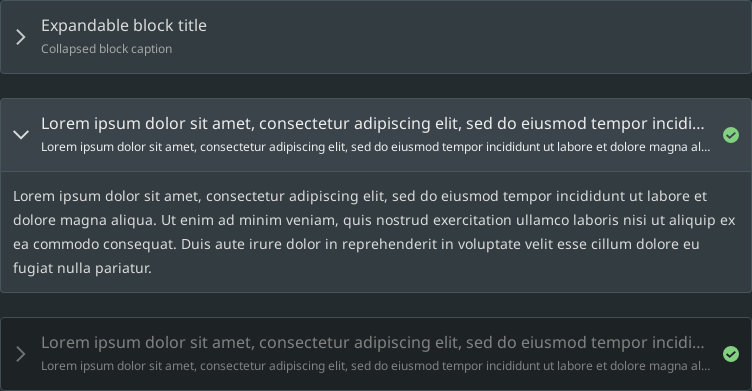 Expandable block title
Collapsed block caption
Lorem ipsum dolor sit amet, consectetur adipiscing elit, sed do eiusmod tempor incidi...
Lorem ipsum dolor sit amet, consectetur adipiscing elit, sed do eiusmod tempor incididunt ut labore et dolore magna al...
Lorem ipsum dolor sit amet, consectetur adipiscing elit, sed do eiusmod tempor incididunt ut labore et
dolore magna aliqua. Ut enim ad minim veniam, quis nostrud exercitation ullamco laboris nisi ut aliquip ex
ea commodo consequat. Duis aute irure dolor in reprehenderit in voluptate velit esse cillum dolore eu
fugiat nulla pariatur.
Lorem ipsum dolor sit amet, consectetur adipiscing elit, sed do eiusmod tempor incidi...
Lorem ipsum dolor sit amet, consectetur adipiscing elit, sed do eiusmod tempor incididunt ut labore et dolore magna al...